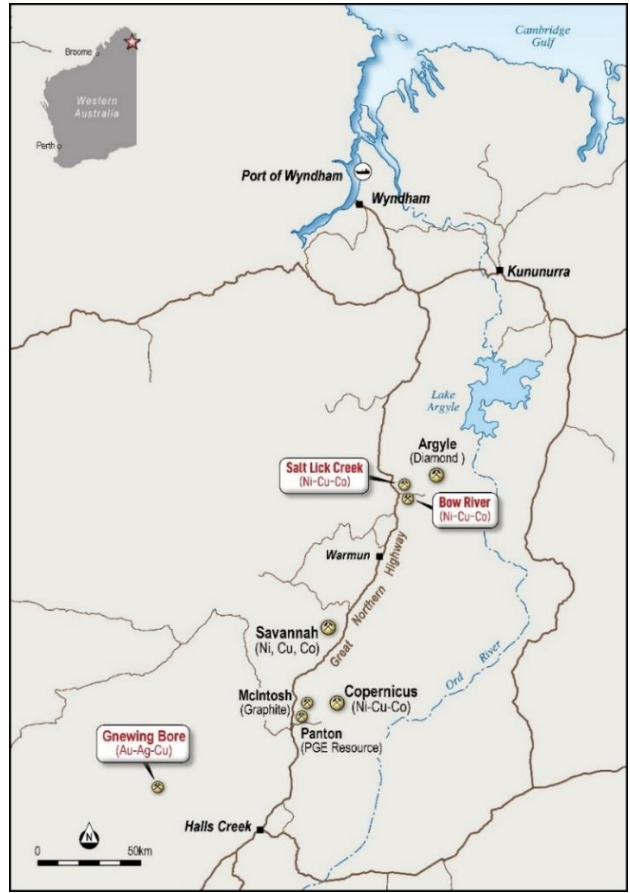 Cambridge
Gulf
Broome
Western
Australia
Perth
Port of Wyndham
Wyndham
Kununurra
Lake
Argyle
Argyle
(Diamond )
Salt Lick Creek
(Ni-Cu-Co)
Bow River
(Ni-Cu-Co)
Warmun
Great Northern Highway
Savannah
(Ni, Cu, Co)
Ord River
McIntosh
(Graphite)
Copernicus
(Ni-Cu-Co)
Panton
(PGE Resource)
Gnewing Bore
(Au-Ag-Cu)
Halls Creek
N
0 50km